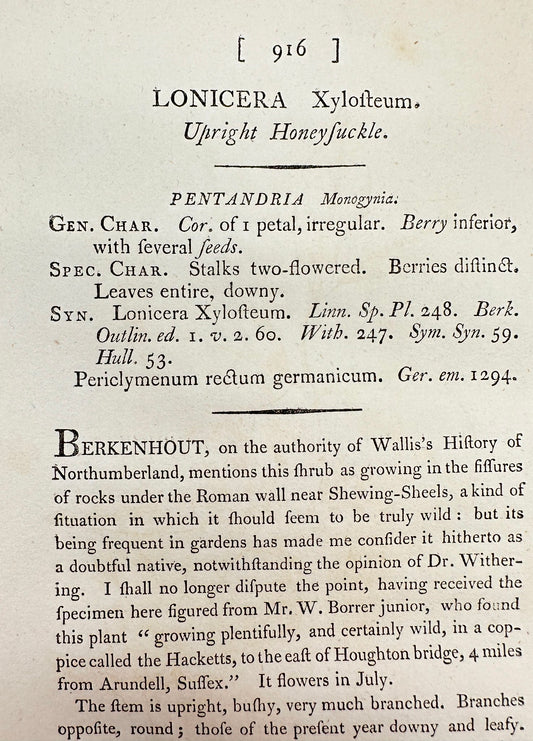 [ 916 ]
LONICERA Xyloſteum.
Upright Honeyſuckle.
PENTANDRIA Monogynia.
GEN. CHAR. Cor. of 1 petal, irregular. Berry inferior,
with ſeveral ſeeds.
SPEC. CHAR. Stalks two-flowered. Berries diſtinct.
Leaves entire, downy.
SYN. Lonicera Xyloſteum. Linn. Sp. Pl. 248. Berk.
Outlin. ed. 1. v. 2. 60. With. 247. Sym. Syn. 59.
Hull. 53.
Periclymenum rectum germanicum. Ger. em. 1294.
BERKENHOUT, on the authority of Wallis's Hiſtory of
Northumberland, mentions this ſhrub as growing in the fiſſures
of rocks under the Roman wall near Shewing-Sheels, a kind of
ſituation in which it ſhould ſeem to be truly wild: but its
being frequent in gardens has made me conſider it hitherto as
a doubtful native, notwithſtanding the opinion of Dr. Wither-
ing. I ſhall no longer diſpute the point, having received the
ſpecimen here figured from Mr. W. Borrer junior, who found
this plant “ growing plentifully, and certainly wild, in a cop-
pice called the Hacketts, to the eaſt of Houghton bridge, 4 miles
from Arundell, Suſſex.” It flowers in July.
The ſtem is upright, buſhy, very much branched. Branches
oppoſite, round; thoſe of the preſent year downy and leafy.